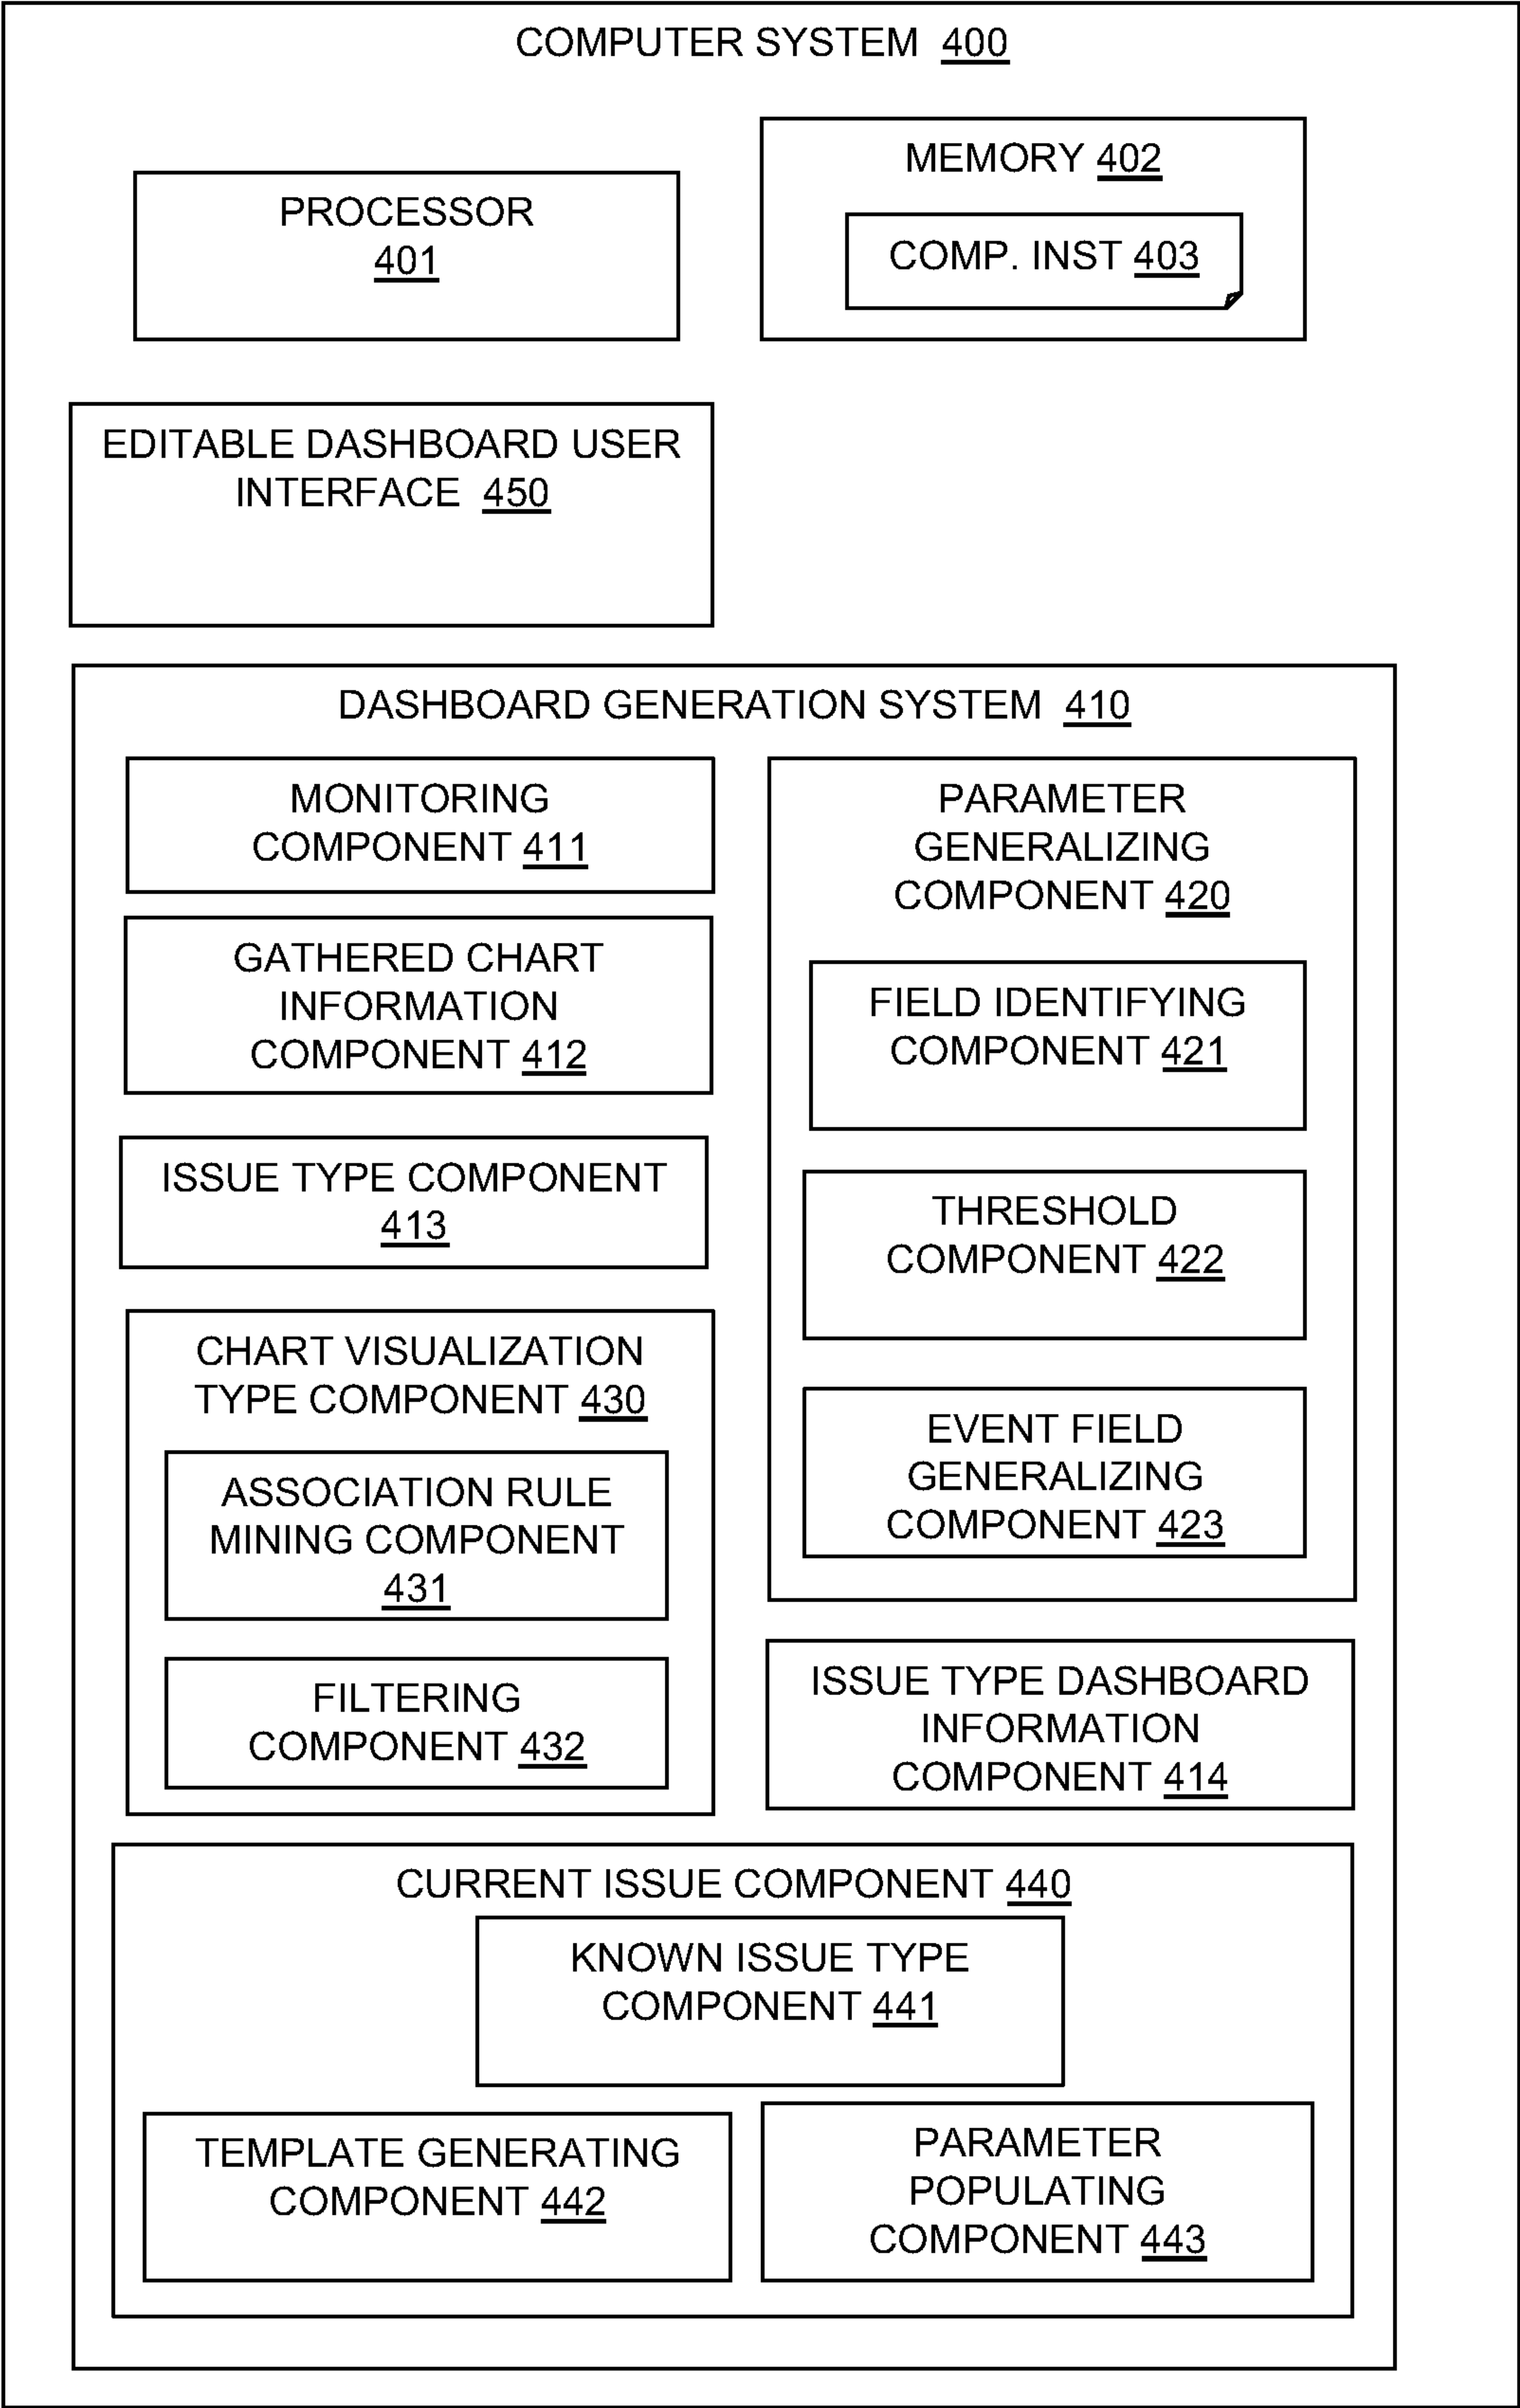 COMPUTER SYSTEM 400
PROCESSOR
401
MEMORY 402
COMP. INST 403
EDITABLE DASHBOARD USER
INTERFACE 450
DASHBOARD GENERATION SYSTEM 410
MONITORING
COMPONENT 411
GATHERED CHART
INFORMATION
COMPONENT 412
ISSUE TYPE COMPONENT
413
CHART VISUALIZATION
TYPE COMPONENT 430
ASSOCIATION RULE
MINING COMPONENT
431
FILTERING
COMPONENT 432
PARAMETER
GENERALIZING
COMPONENT 420
FIELD IDENTIFYING
COMPONENT 421
THRESHOLD
COMPONENT 422
EVENT FIELD
GENERALIZING
COMPONENT 423
ISSUE TYPE DASHBOARD
INFORMATION
COMPONENT 414
CURRENT ISSUE COMPONENT 440
KNOWN ISSUE TYPE
COMPONENT 441
TEMPLATE GENERATING
COMPONENT 442
PARAMETER
POPULATING
COMPONENT 443